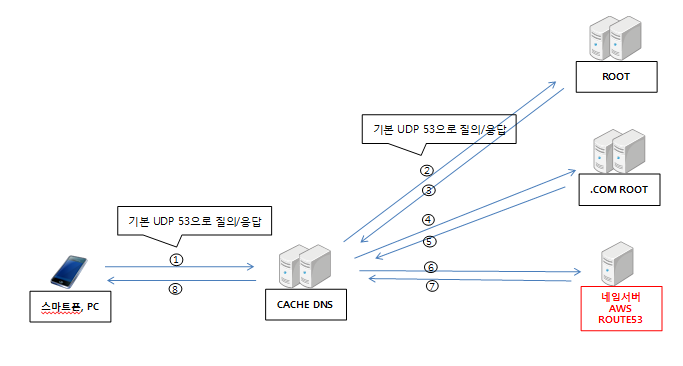 ROOT
기본 UDP 53으로 질의/응답
②
③
.COM ROOT
④
기본 UDP 53으로 질의/응답
⑤
①
⑥
⑧
⑦
스마트폰, PC
CACHE DNS
네임서버
AWS
ROUTE53